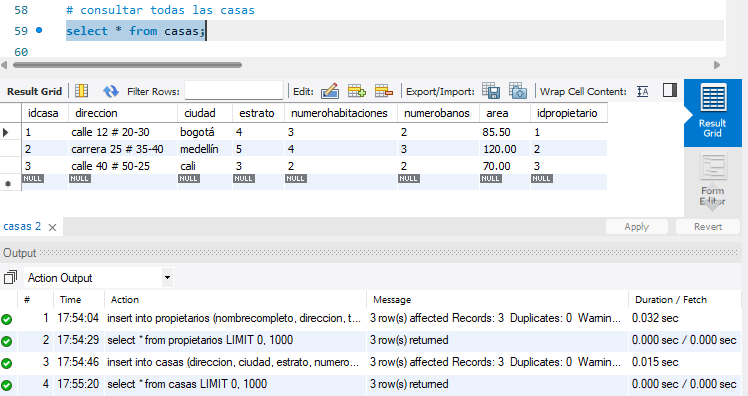 58 # consultar todas las casas
59 select * from casas;
60
Result Grid Filter Rows: Edit: Export/Import: Wrap Cell Content:
idcasa direccion ciudad estrato numerohabitaciones numerobanos area idpropietario
1 calle 12 # 20-30 bogotá 4 3 2 85.50 1
2 carrera 25 # 35-40 medellín 5 4 3 120.00 2
3 calle 40 # 50-25 cali 3 2 2 70.00 3
NULL NULL NULL NULL NULL NULL NULL NULL
Result Grid
Form Editor
casas 2 Apply Revert
Output
Action Output
# Time Action Message Duration / Fetch
1 17:54:04 insert into propietarios (nombrecompleto, direccion, t... 3 row(s) affected Records: 3 Duplicates: 0 Warnin... 0.032 sec
2 17:54:29 select * from propietarios LIMIT 0, 1000 3 row(s) returned 0.000 sec / 0.000 sec
3 17:54:46 insert into casas (direccion, ciudad, estrato, numero... 3 row(s) affected Records: 3 Duplicates: 0 Warnin... 0.015 sec
4 17:55:20 select * from casas LIMIT 0, 1000 3 row(s) returned 0.000 sec / 0.000 sec